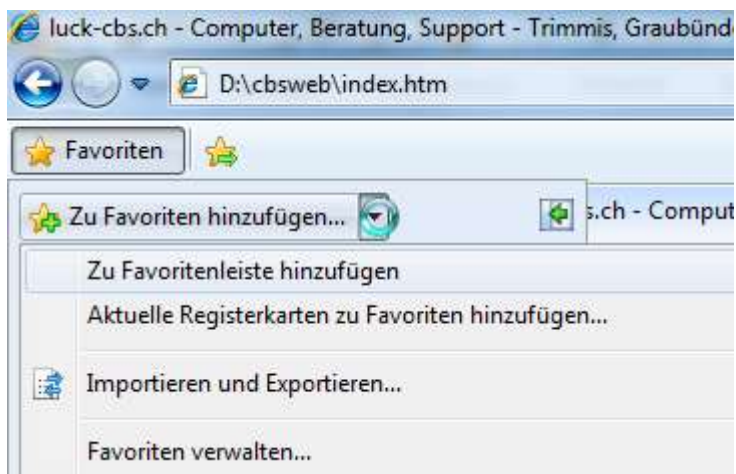 luck-cbs.ch - Computer, Beratung, Support - Trimmis, Graubünd
D:\cbsweb\index.htm
Favoriten
Zu Favoriten hinzufügen...
s.ch - Comput
Zu Favoritenleiste hinzufügen
Aktuelle Registerkarten zu Favoriten hinzufügen...
Importieren und Exportieren...
Favoriten verwalten...